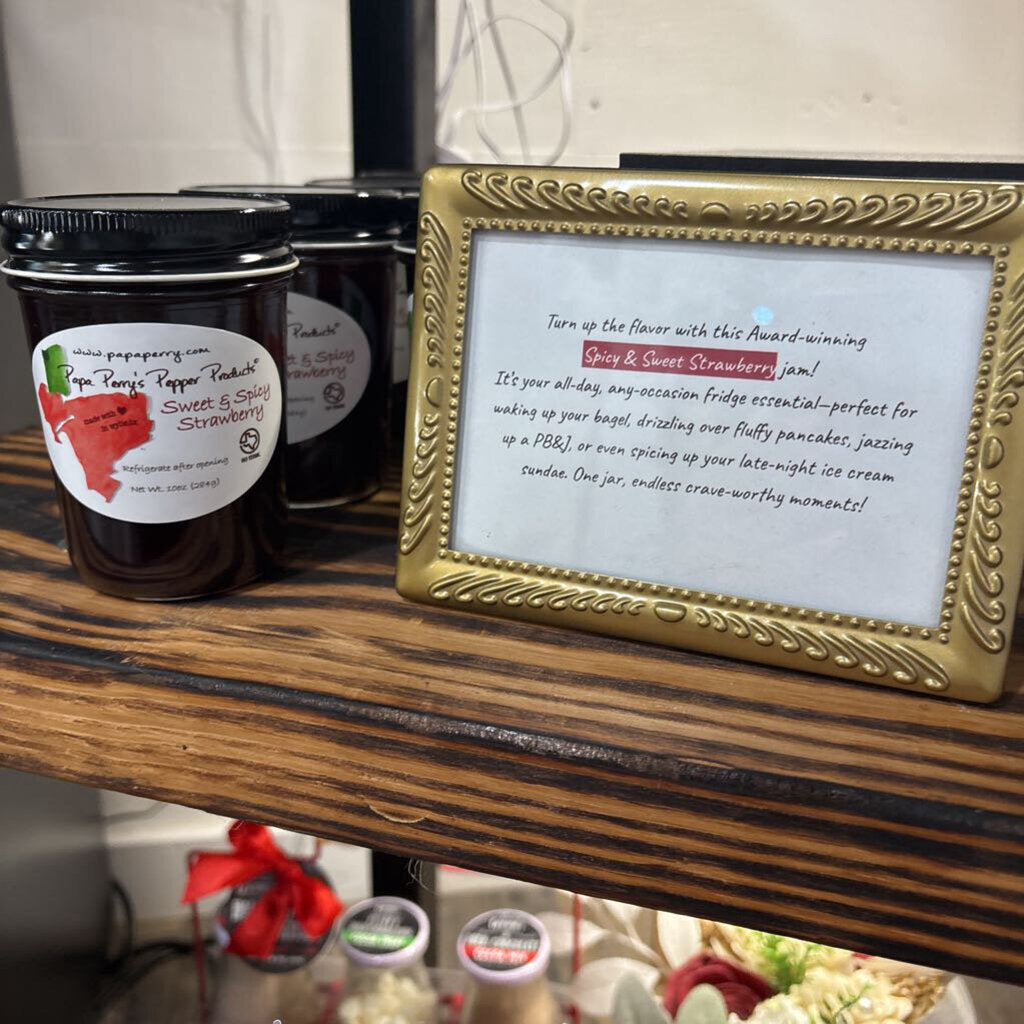 www.papaperry.com
Papa Perry's Pepper Products
Sweet & Spicy
Strawberry
made with
Refrigerate after opening
Net Wt. 10oz (284g)
Products
& Spicy
Turn up the flavor with this Award-winning
Spicy & Sweet Strawberry jam!
It's your all-day, any-occasion fridge essential—perfect for
waking up your bagel, drizzling over fluffy pancakes, jazzing
up a PB&J, or even spicing up your late-night ice cream
sundae. One jar, endless crave-worthy moments!